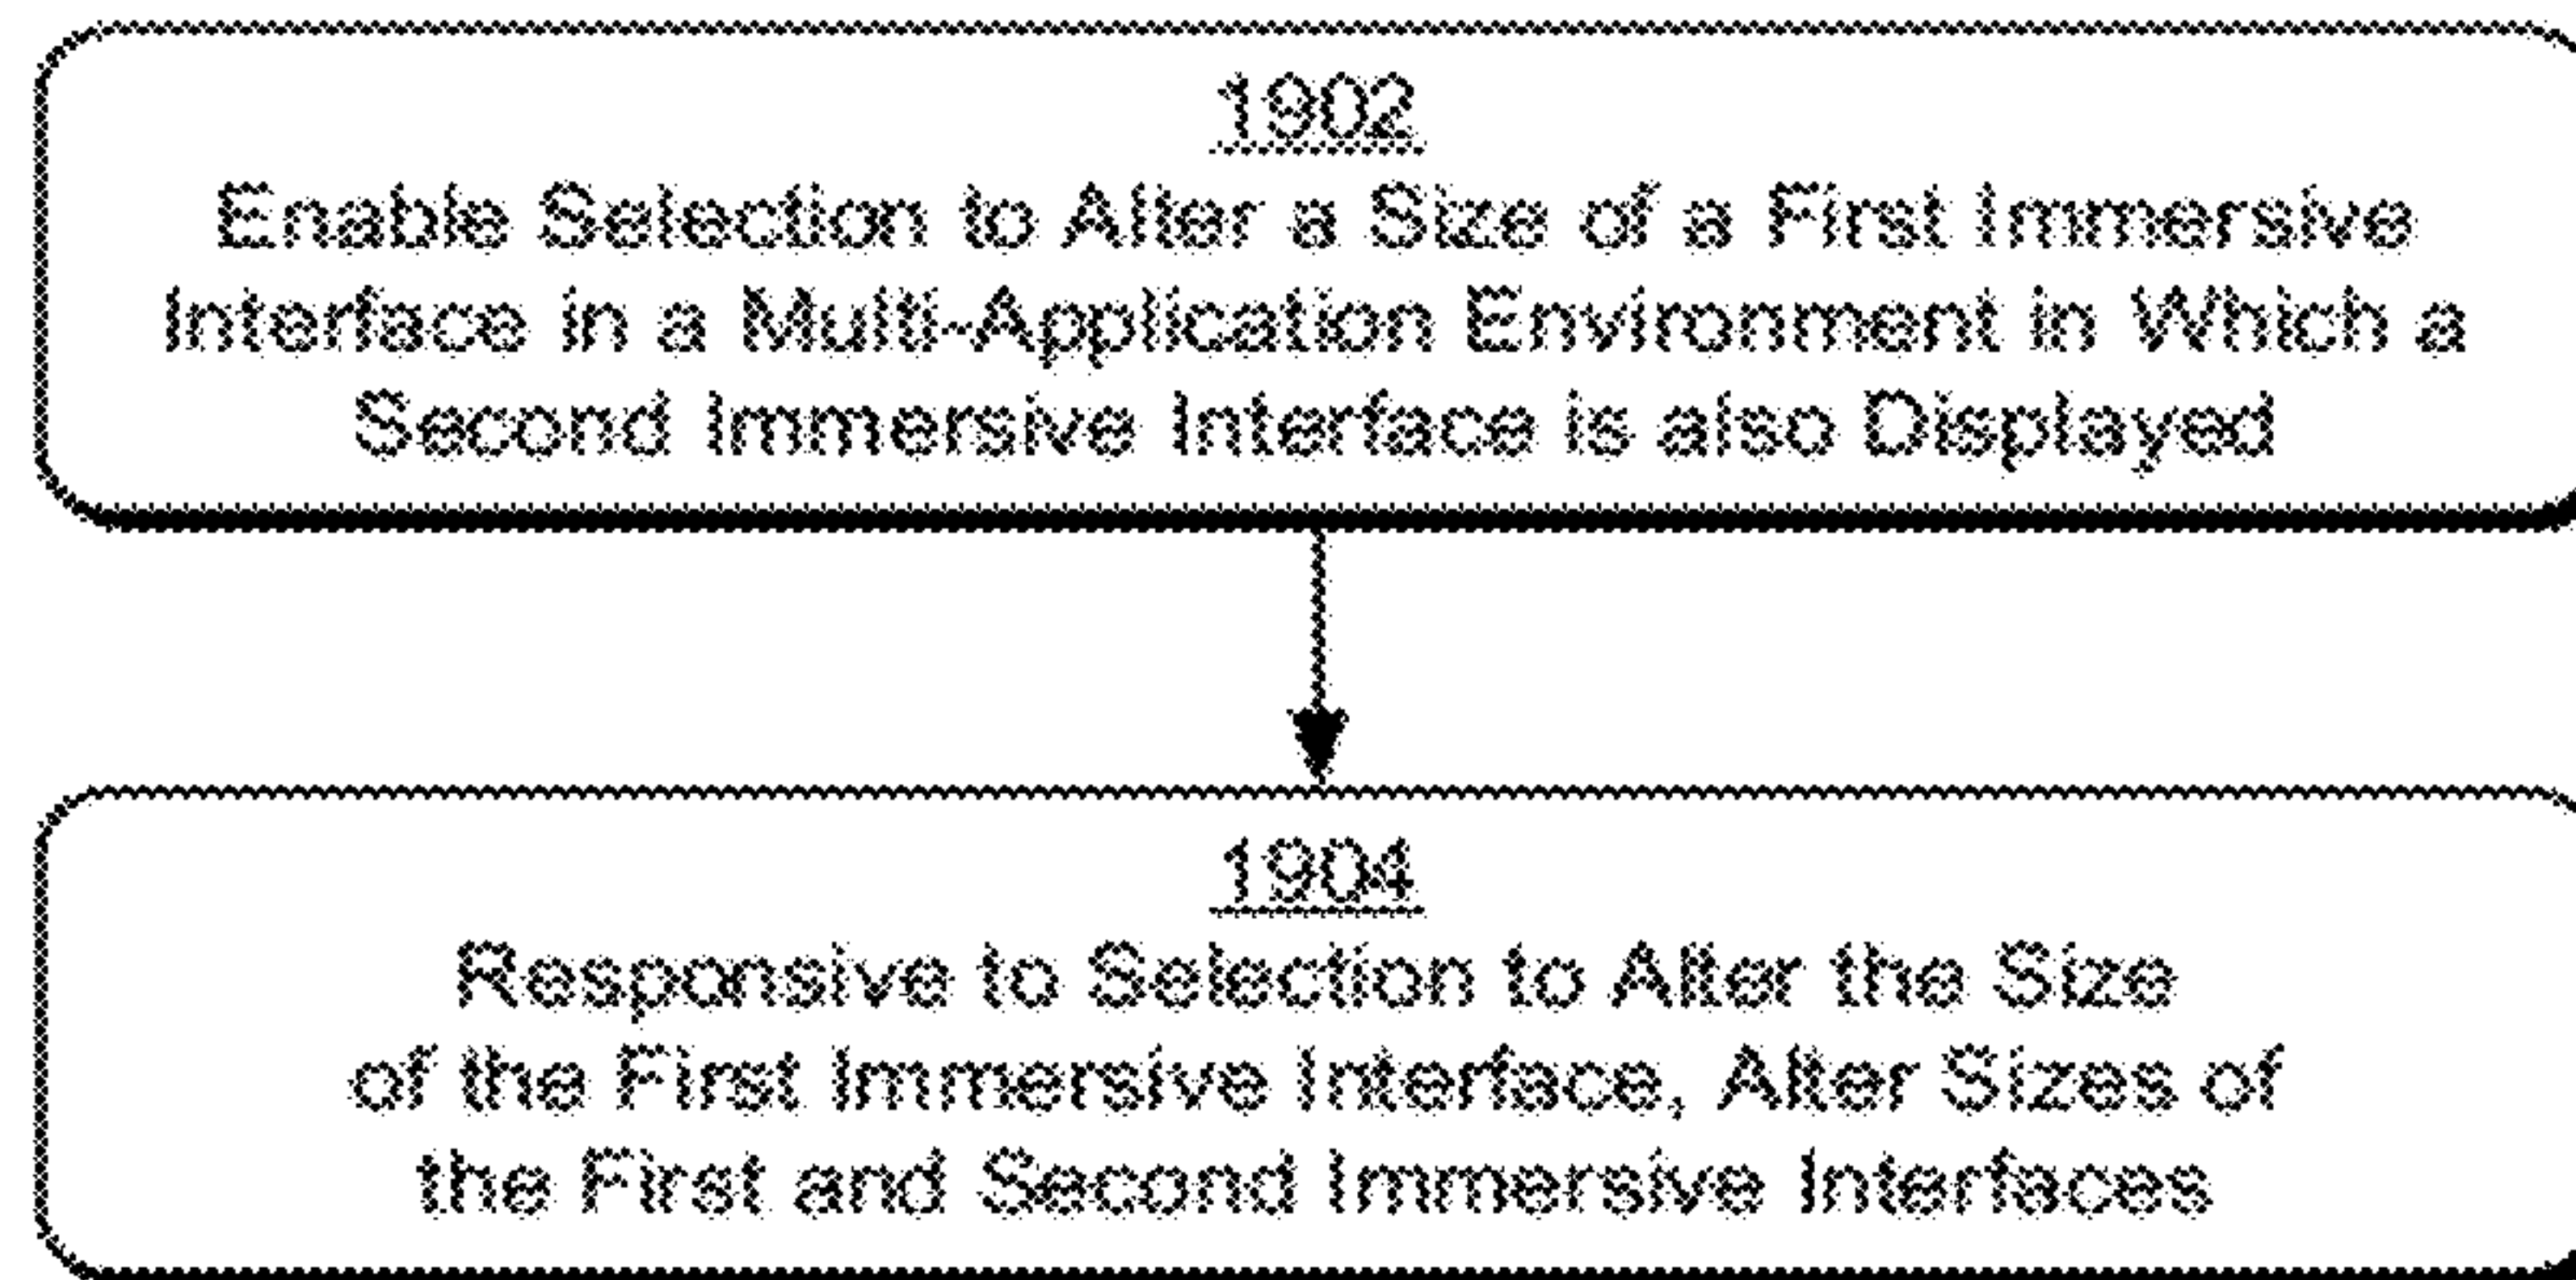 1902
Enable Selection to Alter a Size of a First Immersive
Interface in a Multi-Application Environment in Which a
Second Immersive Interface is also Displayed
1904
Responsive to Selection to Alter the Size
of the First Immersive Interface, Alter Sizes of
the First and Second Immersive Interfaces